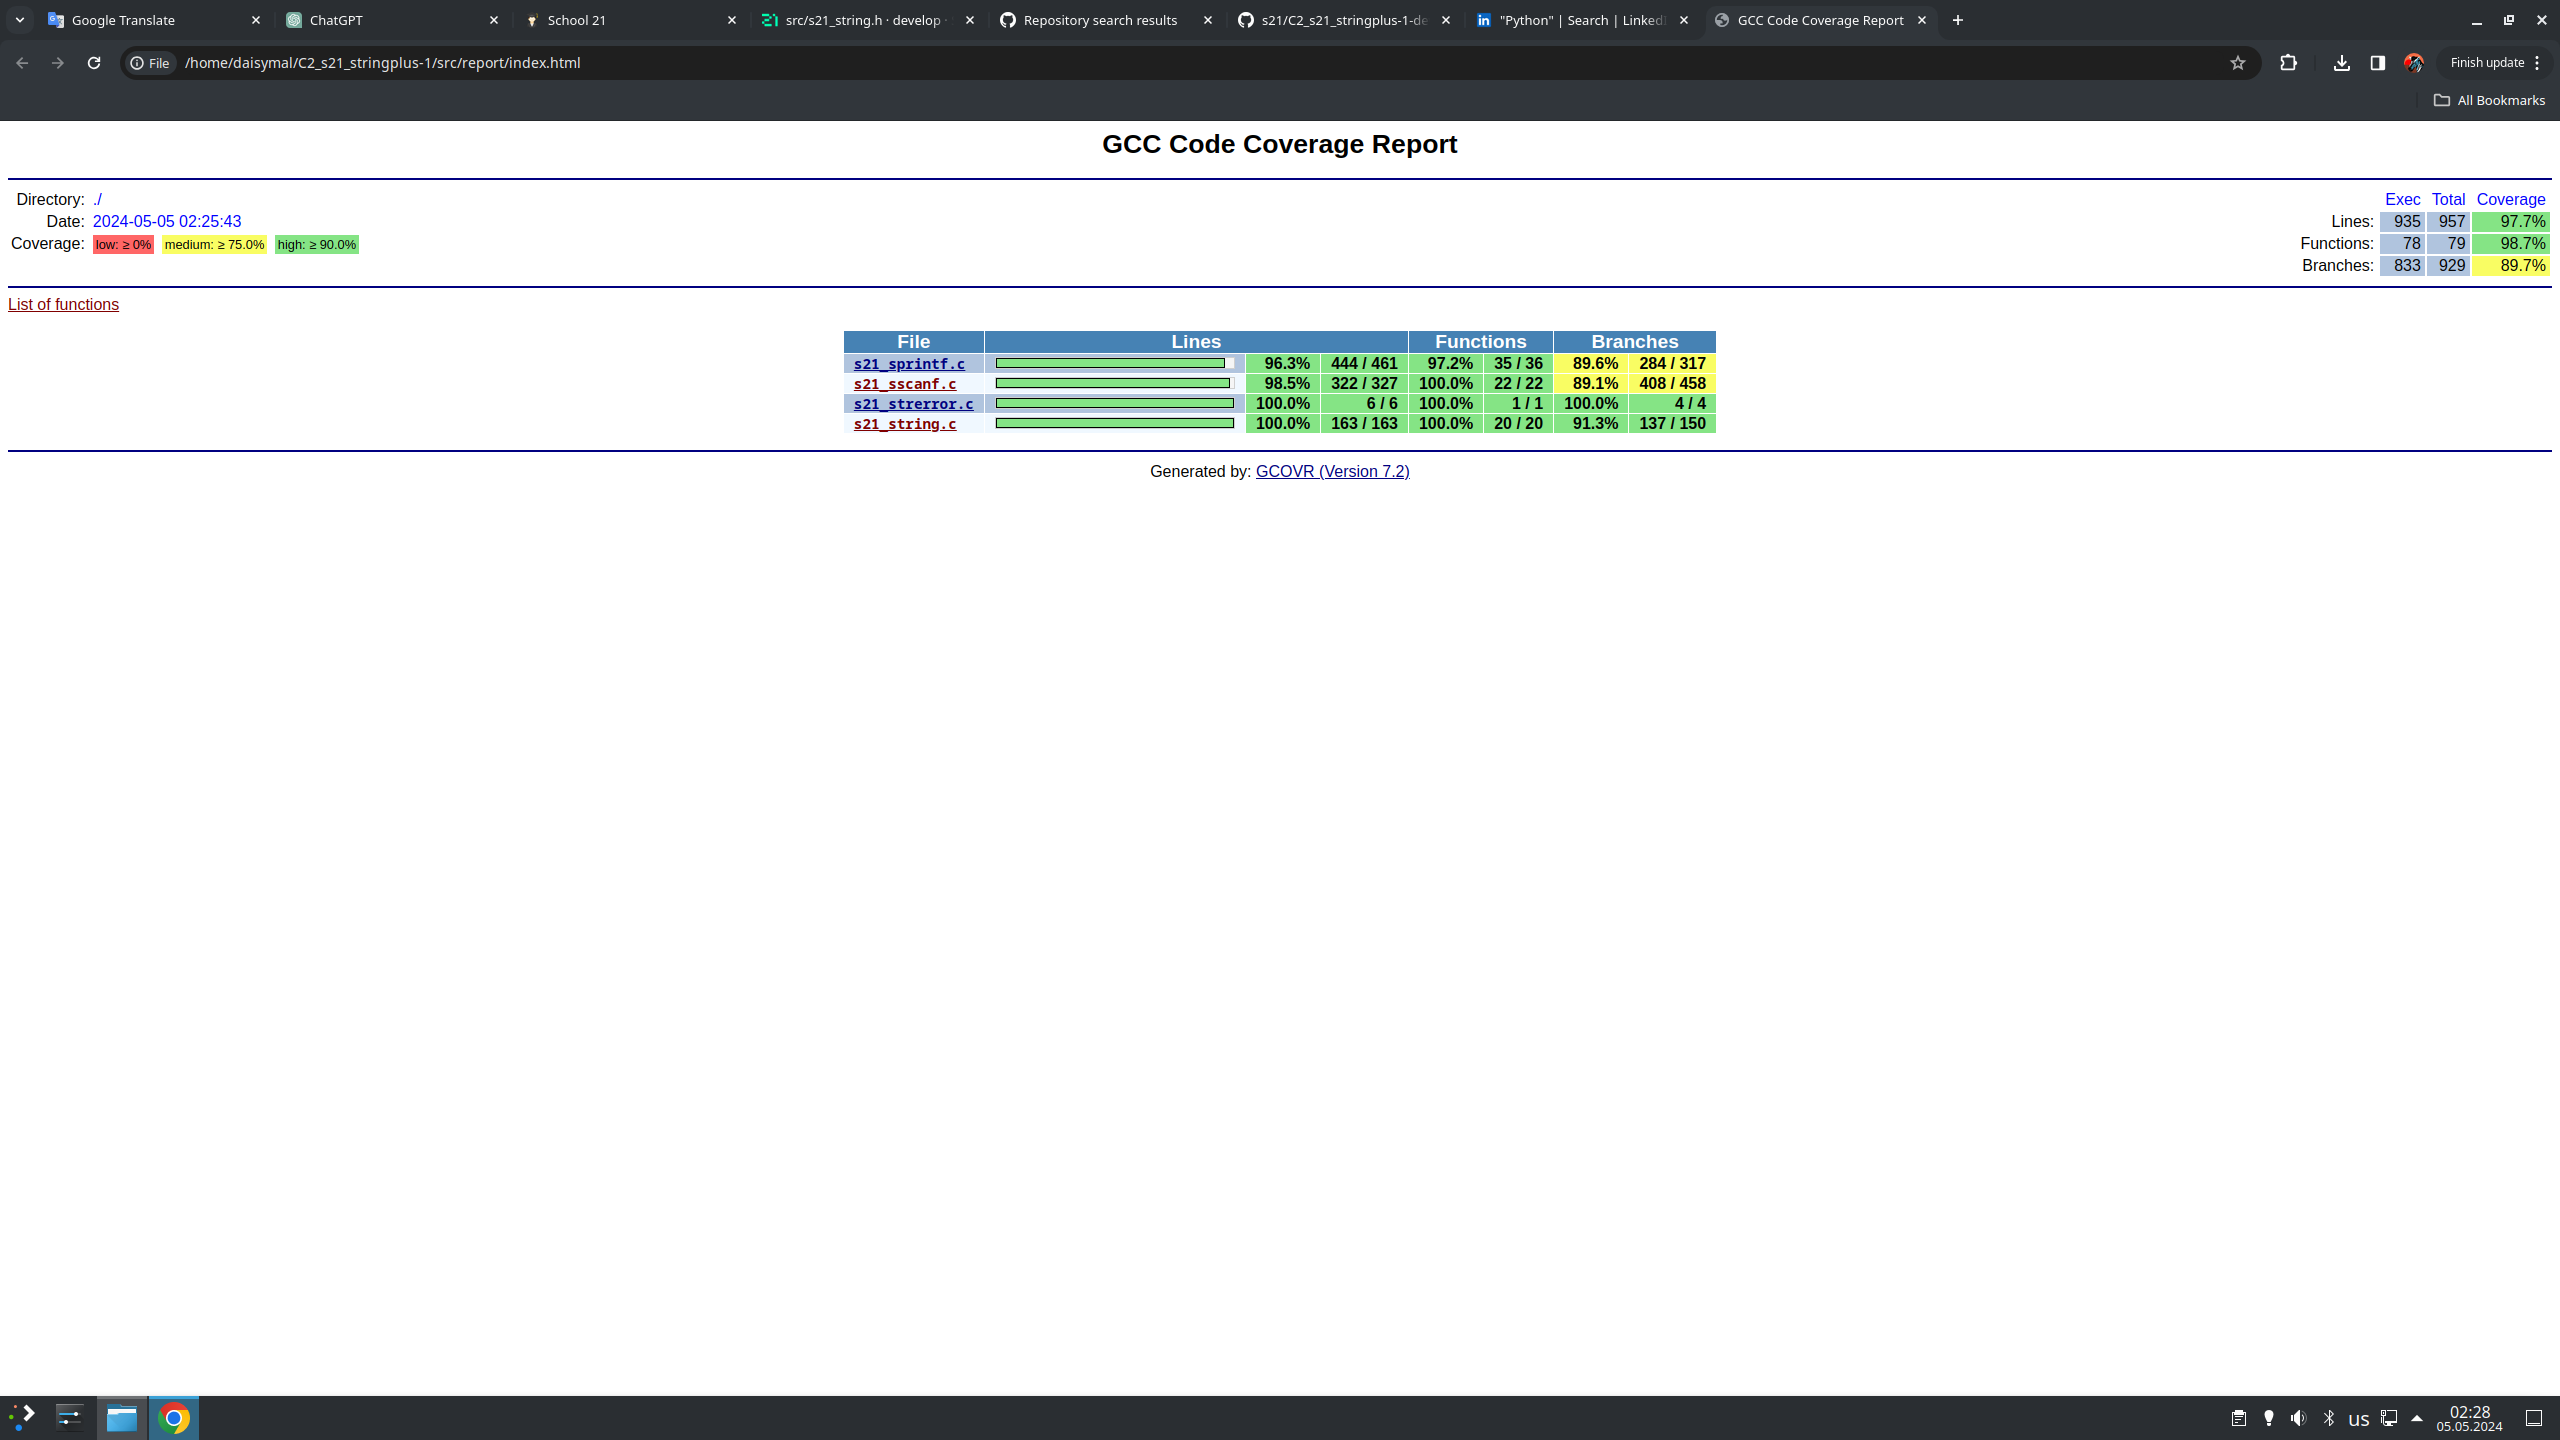 Google Translate
ChatGPT
School 21
src/s21_string.h · develop ·
Repository search results
s21/C2_s21_stringplus-1-de
"Python" | Search | LinkedI
GCC Code Coverage Report
File /home/daisymal/C2_s21_stringplus-1/src/report/index.html
Finish update
All Bookmarks
GCC Code Coverage Report
Directory: ./
Date: 2024-05-05 02:25:43
Coverage: low: ≥ 0% medium: ≥ 75.0% high: ≥ 90.0%
Exec Total Coverage
Lines: 935 957 97.7%
Functions: 78 79 98.7%
Branches: 833 929 89.7%
List of functions
File Lines Functions Branches
s21_sprintf.c 96.3% 444 / 461 97.2% 35 / 36 89.6% 284 / 317
s21_sscanf.c 98.5% 322 / 327 100.0% 22 / 22 89.1% 408 / 458
s21_strerror.c 100.0% 6 / 6 100.0% 1 / 1 100.0% 4 / 4
s21_string.c 100.0% 163 / 163 100.0% 20 / 20 91.3% 137 / 150
Generated by: GCOVR (Version 7.2)
us
02:28
05.05.2024